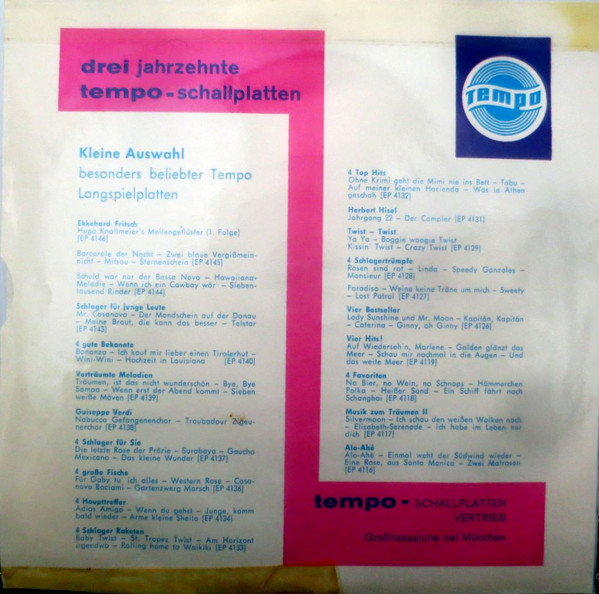 drei jahrzehnte
tempo-schallplatten
Tempo
Kleine Auswahl
besonders beliebter Tempo
Langspielplatten
Ekkehard Fritsch
Hugo Knallmeier's Mallengeflüster (1. Folge)
[EP 4146]
Barcarole der Nacht – Zwei blaue Vergißmein-
nicht – Mitsou – Sternenschein [EP 4145]
Schuld war nur der Bossa Nova – Hawaiiana-
Melodie – Wenn ich ein Cowboy wär' – Sieben-
tausend Rinder [EP 4144]
Schlager für junge Leute
Mr. Casanova – Der Mondschein auf der Donau
– Meine Braut, die kann das besser – Telstar
[EP 4143]
4 gute Bekannte
Bonanza – Ich kauf mir lieber einen Tirolerhut –
Wini-Wini – Hochzeit in Louisiana [EP 4140]
Verträumte Melodien
Träumen, ist das nicht wunderschön – Bye, Bye
Samoa – Wenn erst der Abend kommt – Sieben
weiße Möven [EP 4139]
Guiseppe Verdi
Nabucco Gefangenenchor – Troubadour Zigeu-
nerchor [EP 4138]
4 Schlager für Sie
Die letzte Rose der Prärie – Surabaya – Gaucho
Mexicano – Das kleine Wunder [EP 4137]
4 große Fische
Für Gaby tu' ich alles – Western Rose – Casa-
nova Baciami – Gartenzwerg Marsch [EP 4136]
4 Haupttreffer
Adios Amigo – Wenn du gehst – Junge, komm
bald wieder – Arme kleine Sheila [EP 4134]
4 Schlager Raketen
Baby Twist – St. Tropez Twist – Am Horizont
irgendwo – Rolling home to Waikiki [EP 4133]
4 Top Hits
Ohne Krimi geht die Mimi nie ins Bett – Tabu –
Auf meiner kleinen Hacienda – Was in Athen
geschah [EP 4132]
Herbert Hisel
Jahrgang 22 – Der Campler [EP 4131]
Twist – Twist
Ya Ya – Boogie woogie Twist
Kissin' Twist – Crazy Twist [EP 4129]
4 Schlagertrümpfe
Rosen sind rot – Linda – Speedy Gonzales –
Monsieur [EP 4128]
Paradiso – Weine keine Träne um mich – Sweety
– Lost Patrol [EP 4127]
Vier Bestseller
Lady Sunshine und Mr. Moon – Kapitän, Kapitän
– Caterina – Ginny, oh Ginny [EP 4126]
Vier Hits!
Auf Wiederseh'n, Marlene – Golden glänzt das
Meer – Schau mir nochmal in die Augen – Und
das weite Meer [EP 4119]
4 Favoriten
No Bier, no Wein, no Schnaps – Hämmerchen
Polka – Heißer Sand – Ein Schiff fährt nach
Schanghai [EP 4118]
Musik zum Träumen II
Silvermoon – Ich schau den weißen Wolken nach
– Elisabeth-Serenade – Ich habe im Leben nur
dich [EP 4117]
Ala-Ahé
Ala-Ahé – Einmal weht der Südwind wieder –
Eine Rose, aus Santa Monica – Zwei Matrosen
[EP 4116]
tempo - SCHALLPLATTEN
VERTRIEB
Großhesselohe bei München